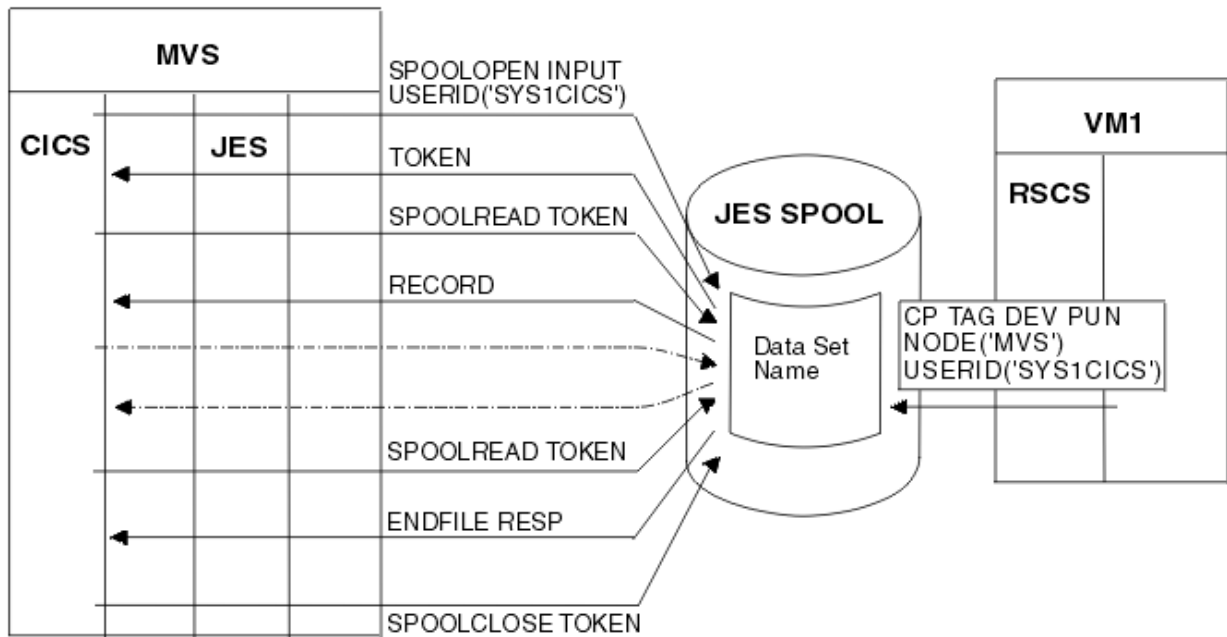 MVS
CICS
JES
SPOOLOPEN INPUT
USERID('SYS1CICS')
TOKEN
SPOOLREAD TOKEN
RECORD
SPOOLREAD TOKEN
ENDFILE RESP
SPOOLCLOSE TOKEN
JES SPOOL
Data Set
Name
VM1
RSCS
CP TAG DEV PUN
NODE('MVS')
USERID('SYS1CICS')